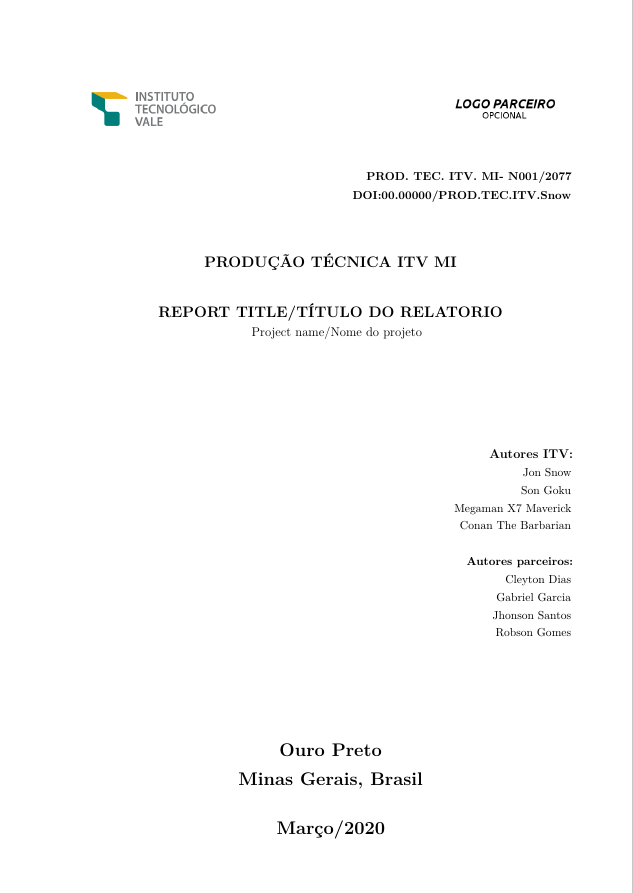 INSTITUTO
TECNOLÓGICO
VALE
LOGO PARCEIRO
OPCIONAL
PROD. TEC. ITV. MI- N001/2077
DOI:00.00000/PROD.TEC.ITV.Snow
PRODUÇÃO TÉCNICA ITV MI
REPORT TITLE/TÍTULO DO RELATORIO
Project name/Nome do projeto
Autores ITV:
Jon Snow
Son Goku
Megaman X7 Maverick
Conan The Barbarian
Autores parceiros:
Cleyton Dias
Gabriel Garcia
Jhonson Santos
Robson Gomes
Ouro Preto
Minas Gerais, Brasil
Março/2020